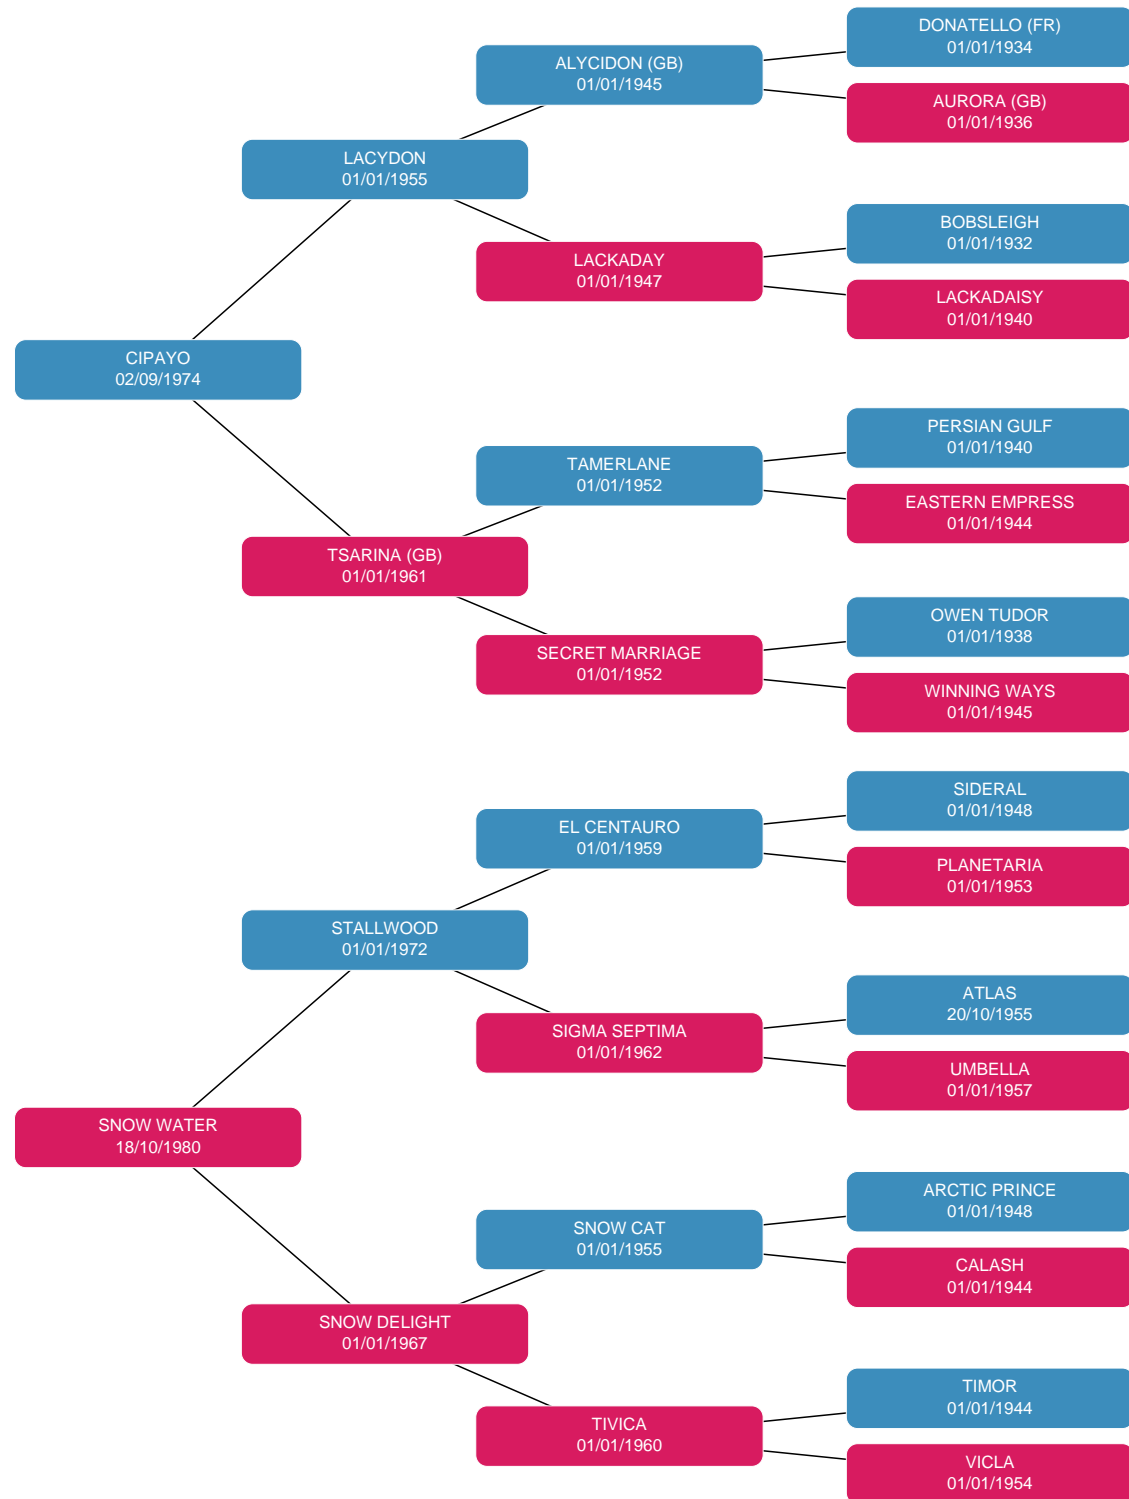 DONATELLO (FR)
01/01/1934
ALYCIDON (GB)
01/01/1945
AURORA (GB)
01/01/1936
LACYDON
01/01/1955
BOBSLEIGH
01/01/1932
LACKADAY
01/01/1947
LACKADAISY
01/01/1940
CIPAYO
02/09/1974
PERSIAN GULF
01/01/1940
TAMERLANE
01/01/1952
EASTERN EMPRESS
01/01/1944
TSARINA (GB)
01/01/1961
OWEN TUDOR
01/01/1938
SECRET MARRIAGE
01/01/1952
WINNING WAYS
01/01/1945
SIDERAL
01/01/1948
EL CENTAURO
01/01/1959
PLANETARIA
01/01/1953
STALLWOOD
01/01/1972
ATLAS
20/10/1955
SIGMA SEPTIMA
01/01/1962
UMBELLA
01/01/1957
SNOW WATER
18/10/1980
ARCTIC PRINCE
01/01/1948
SNOW CAT
01/01/1955
CALASH
01/01/1944
SNOW DELIGHT
01/01/1967
TIMOR
01/01/1944
TIVICA
01/01/1960
VICLA
01/01/1954